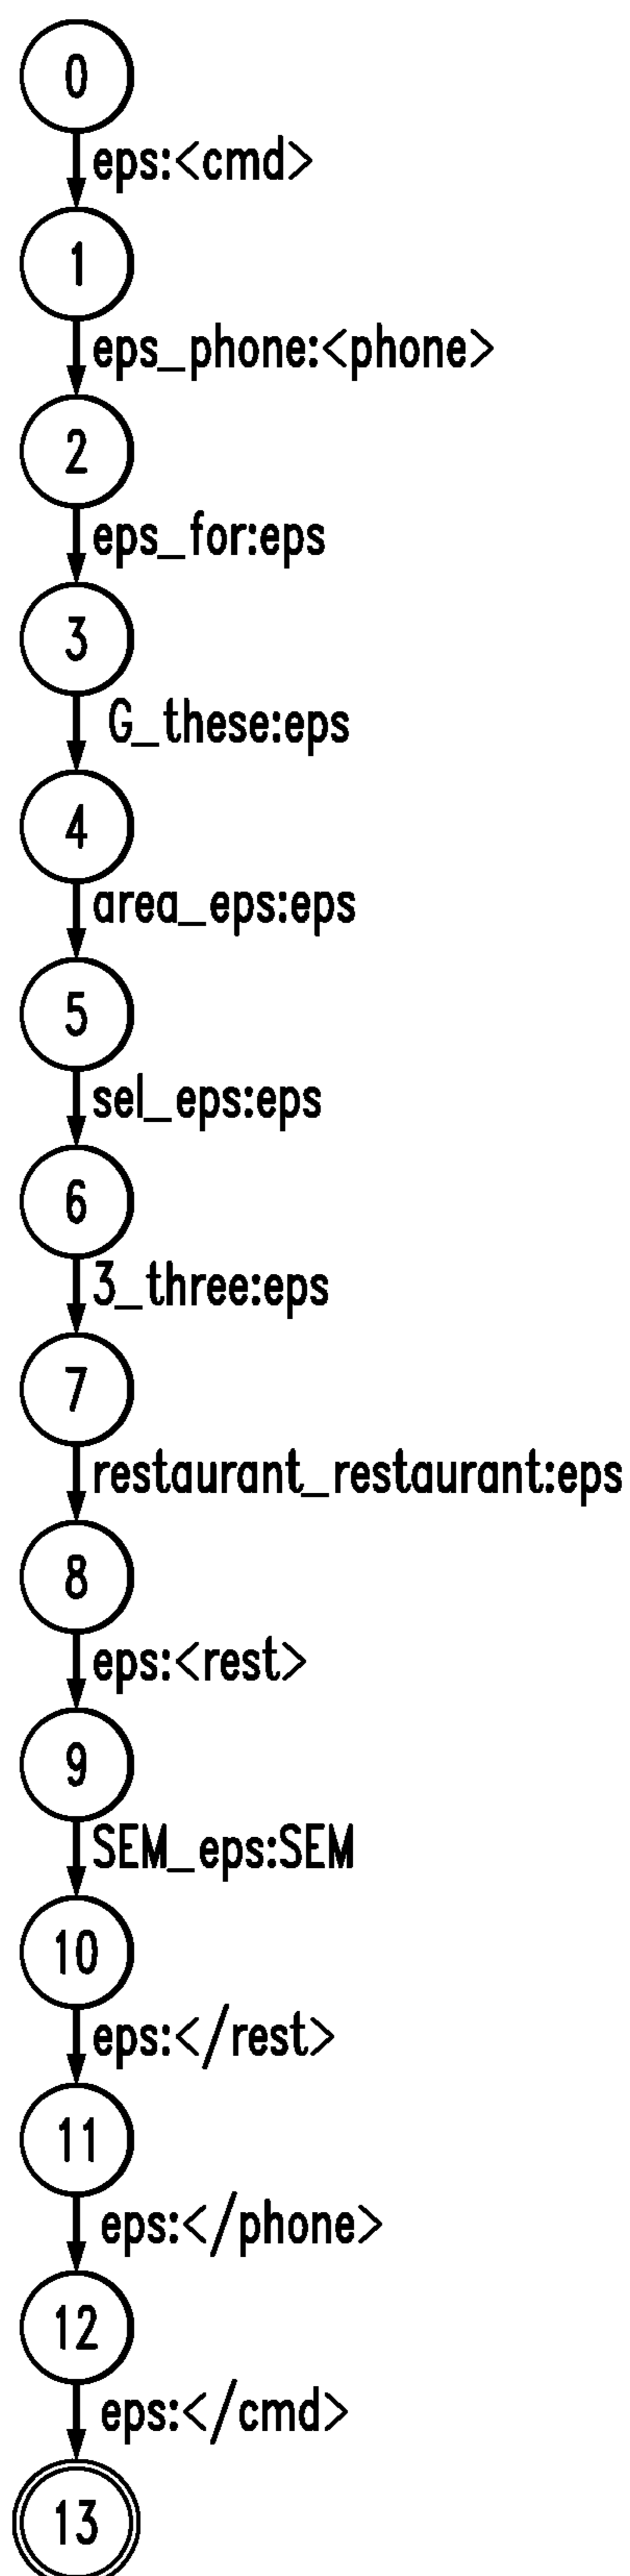 0
eps:<cmd>
1
eps_phone:<phone>
2
eps_for:eps
3
G_these:eps
4
area_eps:eps
5
sel_eps:eps
6
3_three:eps
7
restaurant_restaurant:eps
8
eps:<rest>
9
SEM_eps:SEM
10
eps:</rest>
11
eps:</phone>
12
eps:</cmd>
13